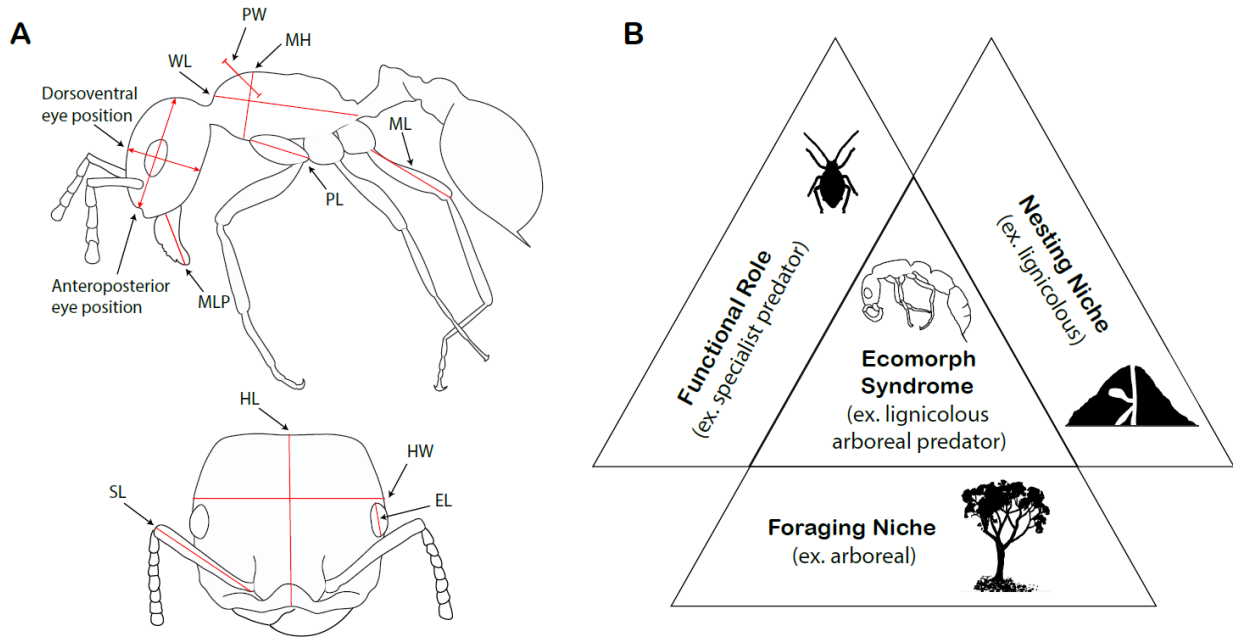 A
PW
MH
WL
Dorsoventral
eye position
ML
PL
Anteroposterior
eye position
MLP
HL
HW
SL
EL
B
Functional Role
(ex. specialist predator)
Nesting Niche
(ex. lignicolous)
Ecomorph
Syndrome
(ex. lignicolous
arboreal predator)
Foraging Niche
(ex. arboreal)